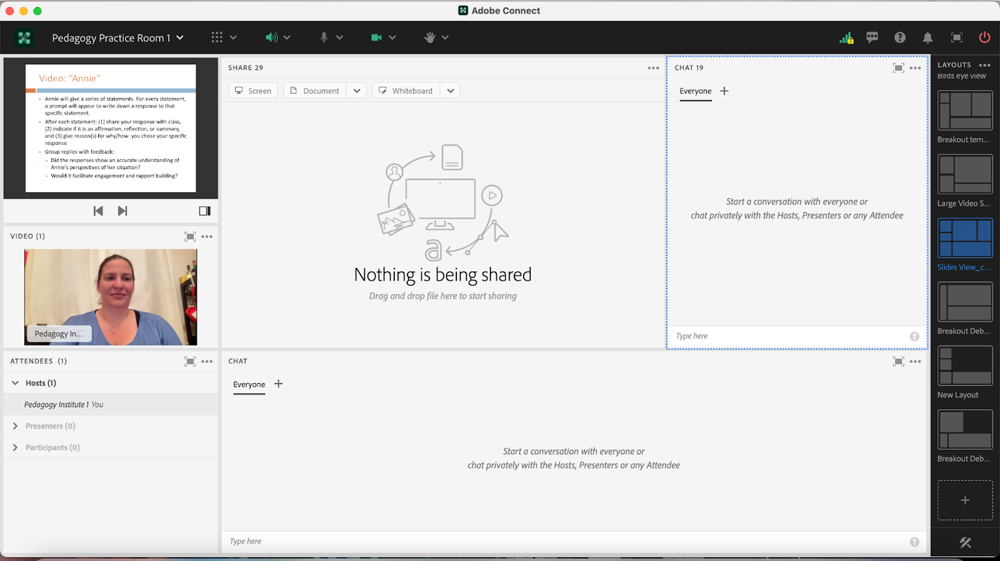 Adobe Connect
Pedagogy Practice Room 1
Video: “Annie”
• Annie will give a series of statements. For every statement,
a prompt will appear to write down a response to that
specific statement.
• After each statement: (1) share your response with class,
(2) indicate if it is an affirmation, reflection, or summary,
and (3) give reason(s) for why/how you chose your specific
response.
• Group replies with feedback:
• Did the responses show an accurate understanding of
Annie’s perspectives of her situation?
• Would it facilitate engagement and rapport building?
VIDEO (1)
Pedagogy In...
ATTENDEES (1)
Hosts (1)
Pedagogy Institute 1 You
Presenters (0)
Participants (0)
SHARE 29
Screen
Document
Whiteboard
a
Nothing is being shared
Drag and drop file here to start sharing
CHAT 19
Everyone
Start a conversation with everyone or
chat privately with the Hosts, Presenters or any Attendee
Type here
CHAT
Everyone
Start a conversation with everyone or
chat privately with the Hosts, Presenters or any Attendee
Type here
LAYOUTS
Birds eye view
Breakout tem...
Large Video S...
Slides View_c...
Breakout Deb...
New Layout
Breakout Deb...